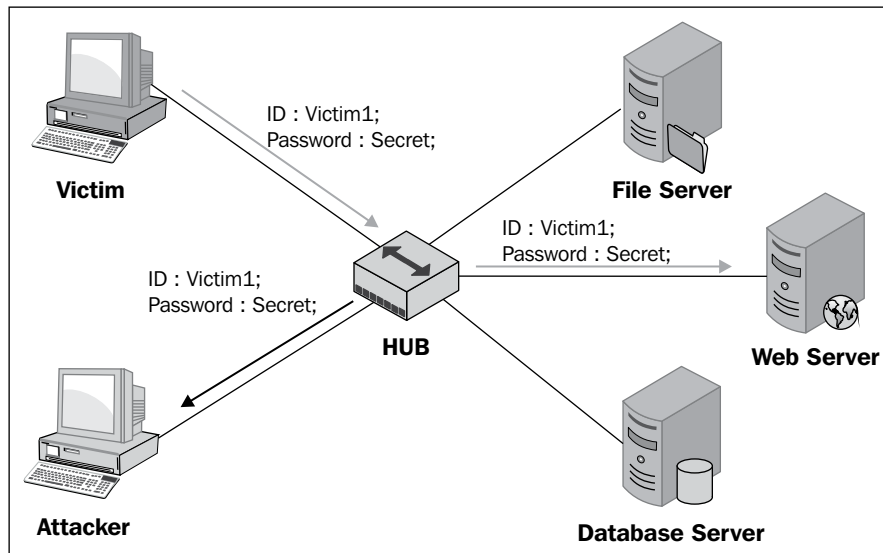 ID : Victim1;
Password : Secret;
Victim
File Server
ID : Victim1;
Password : Secret;
ID : Victim1;
Password : Secret;
HUB
Web Server
Attacker
Database Server